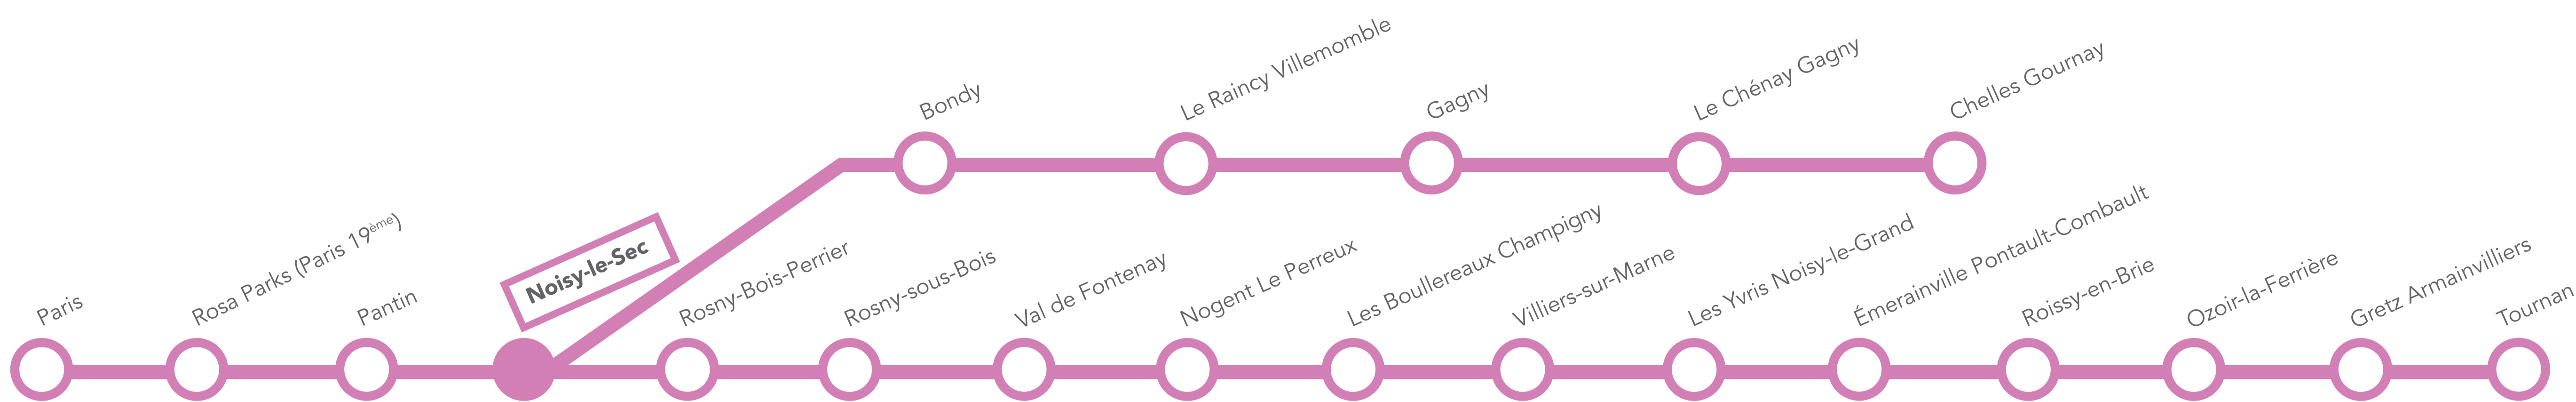 Bondy
Le Raincy Villemomble
Gagny
Le Chénay Gagny
Chelles Gournay
Paris
Rosa Parks (Paris 19ème)
Pantin
Noisy-le-Sec
Rosny-Bois-Perrier
Rosny-sous-Bois
Val de Fontenay
Nogent Le Perreux
Les Boullereaux Champigny
Villiers-sur-Marne
Les Yvris Noisy-le-Grand
Émerainville Pontault-Combault
Roissy-en-Brie
Ozoir-la-Ferrière
Gretz Armainvilliers
Tournan